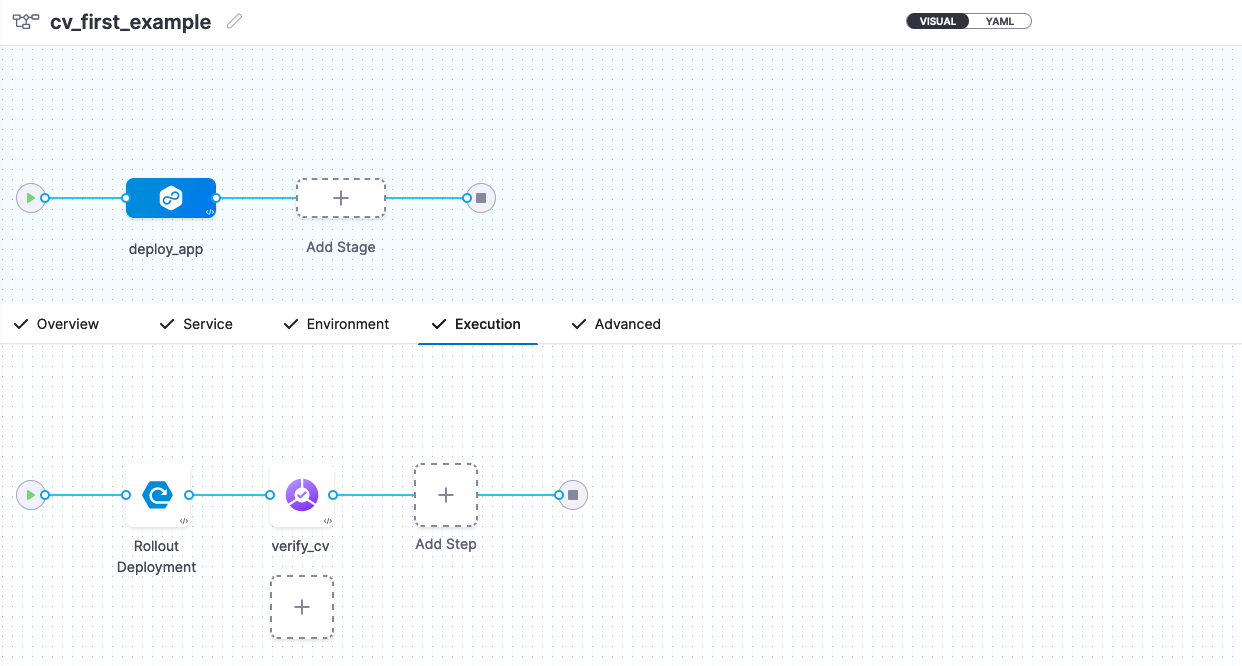 cv_first_example
VISUAL
YAML
deploy_app
Add Stage
Overview
Service
Environment
Execution
Advanced
Rollout
Deployment
verify_cv
Add Step